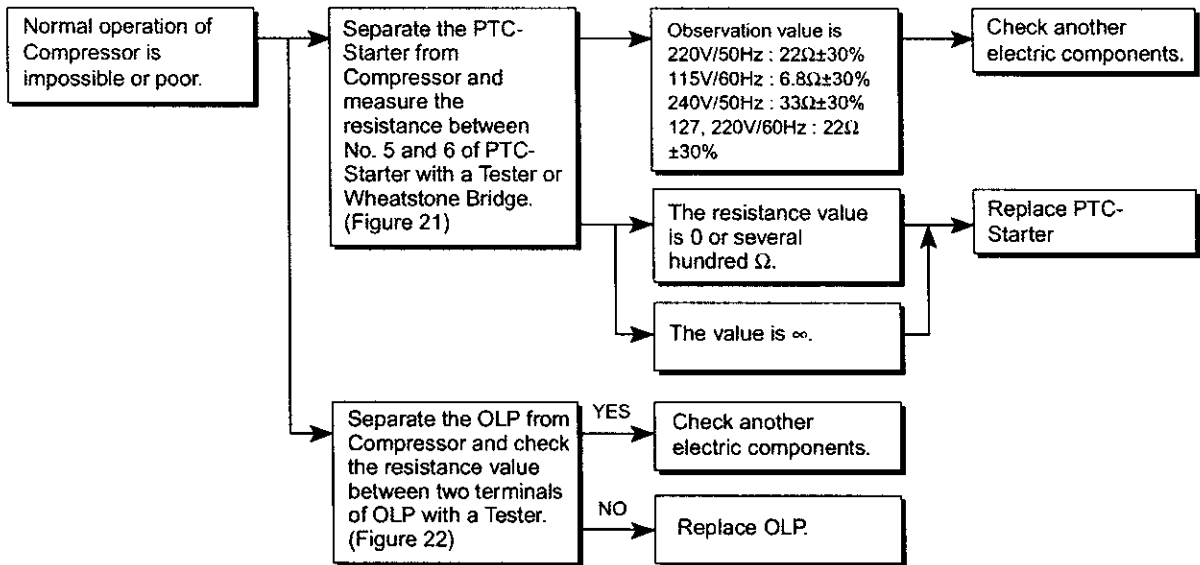 Normal operation of
Compressor is
impossible or poor.
Separate the PTC-
Starter from
Compressor and
measure the
resistance between
No. 5 and 6 of PTC-
Starter with a Tester or
Wheatstone Bridge.
(Figure 21)
Observation value is
220V/50Hz : 22Ω±30%
115V/60Hz : 6.8Ω±30%
240V/50Hz : 33Ω±30%
127, 220V/60Hz : 22Ω
±30%
Check another
electric components.
The resistance value
is 0 or several
hundred Ω.
Replace PTC-
Starter
The value is ∞.
Separate the OLP from
Compressor and check
the resistance value
between two terminals
of OLP with a Tester.
(Figure 22)
YES
Check another
electric components.
NO
Replace OLP.